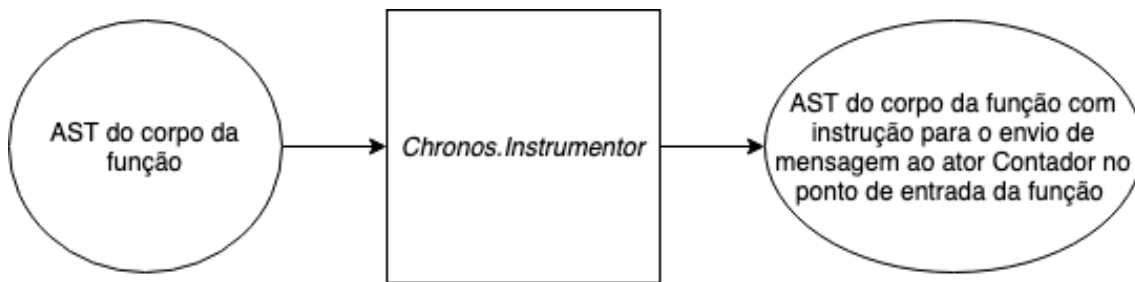 AST do corpo da
função
Chronos.Instrumentor
AST do corpo da função com
instrução para o envio de
mensagem ao ator Contador no
ponto de entrada da função